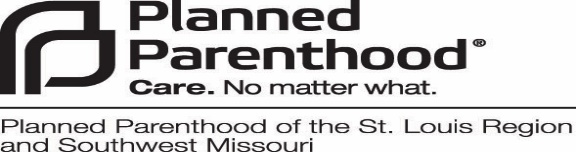 Planned
Parenthood®
Care. No matter what.
Planned Parenthood of the St. Louis Region
and Southwest Missouri